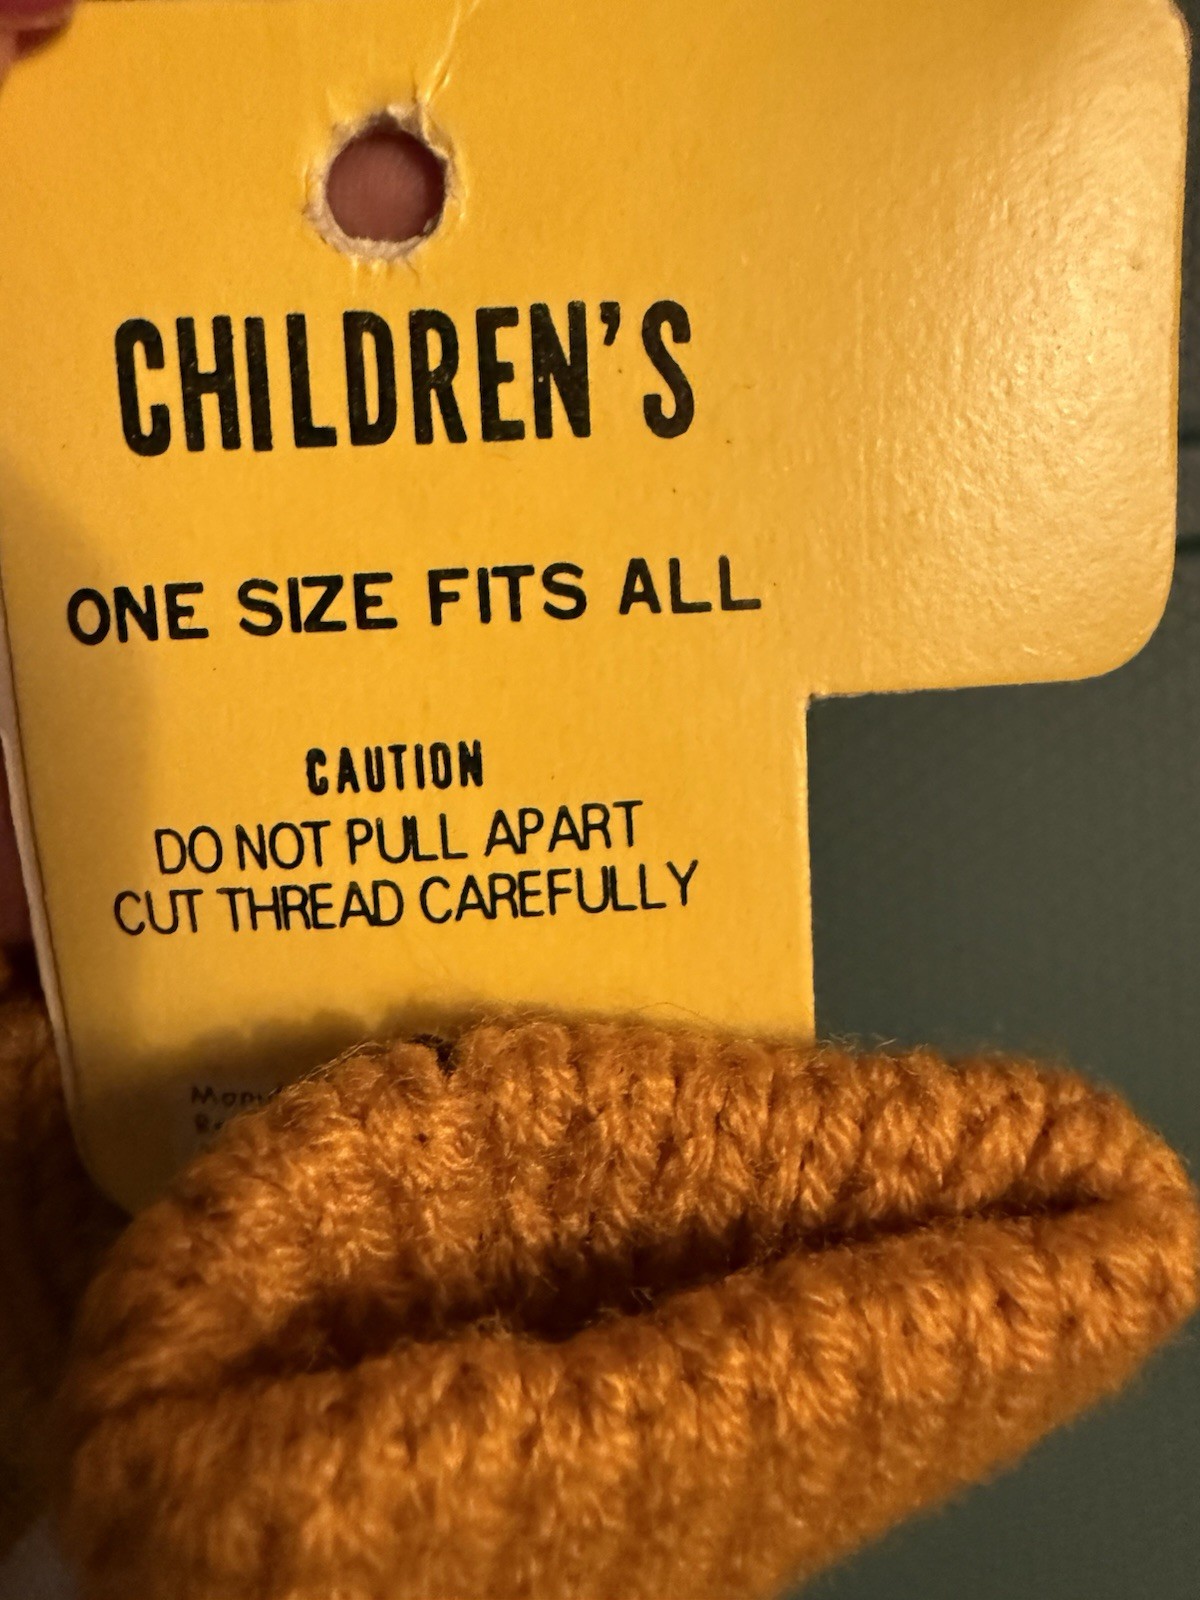 CHILDREN'S
ONE SIZE FITS ALL
CAUTION
DO NOT PULL APART
CUT THREAD CAREFULLY